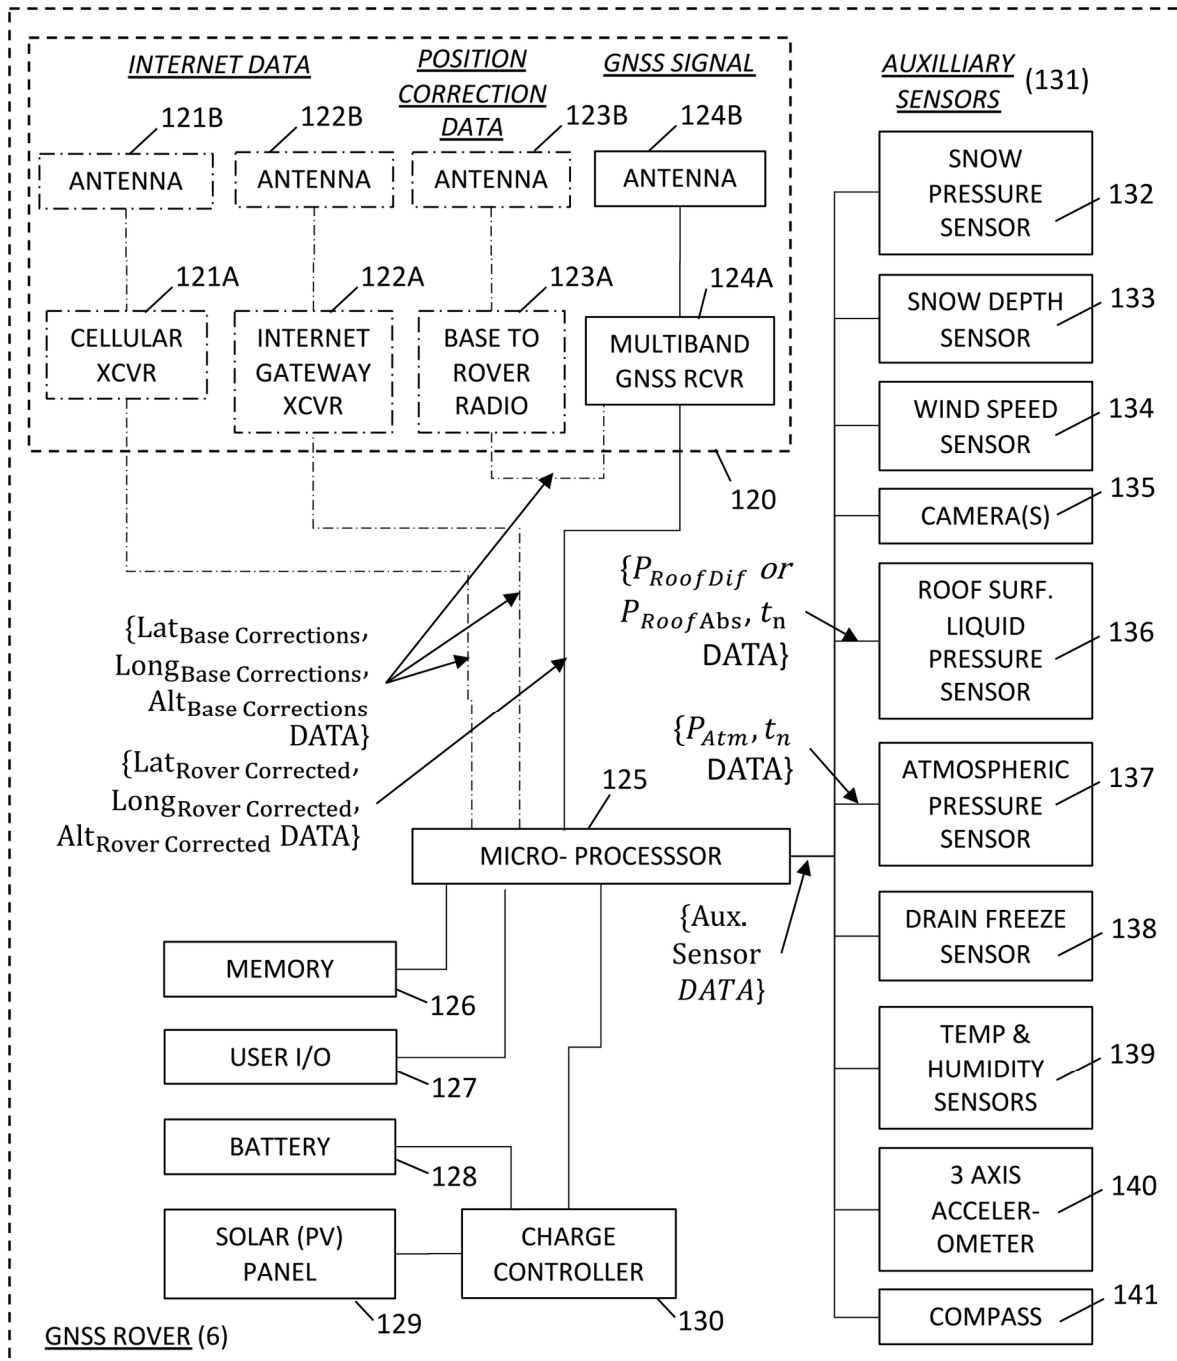 INTERNET DATA
POSITION
CORRECTION
DATA
GNSS SIGNAL
AUXILLIARY
SENSORS (131)
121B
122B
123B
124B
ANTENNA
ANTENNA
ANTENNA
ANTENNA
121A
122A
123A
124A
CELLULAR
XCVR
INTERNET
GATEWAY
XCVR
BASE TO
ROVER
RADIO
MULTIBAND
GNSS RCVR
120
SNOW
PRESSURE
SENSOR
132
SNOW DEPTH
SENSOR
133
WIND SPEED
SENSOR
134
CAMERA(S)
135
ROOF SURF.
LIQUID
PRESSURE
SENSOR
136
ATMOSPHERIC
PRESSURE
SENSOR
137
DRAIN FREEZE
SENSOR
138
TEMP &
HUMIDITY
SENSORS
139
3 AXIS
ACCELER-
OMETER
140
COMPASS
141
{P_RoofDif or
P_RoofAbs, t_n
DATA}
{P_Atm, t_n
DATA}
{Lat_Base Corrections,
Long_Base Corrections,
Alt_Base Corrections
DATA}
{Lat_Rover Corrected,
Long_Rover Corrected,
Alt_Rover Corrected DATA}
125
MICRO- PROCESSSOR
{Aux.
Sensor
DATA}
MEMORY
126
USER I/O
127
BATTERY
128
SOLAR (PV)
PANEL
129
CHARGE
CONTROLLER
130
GNSS ROVER (6)